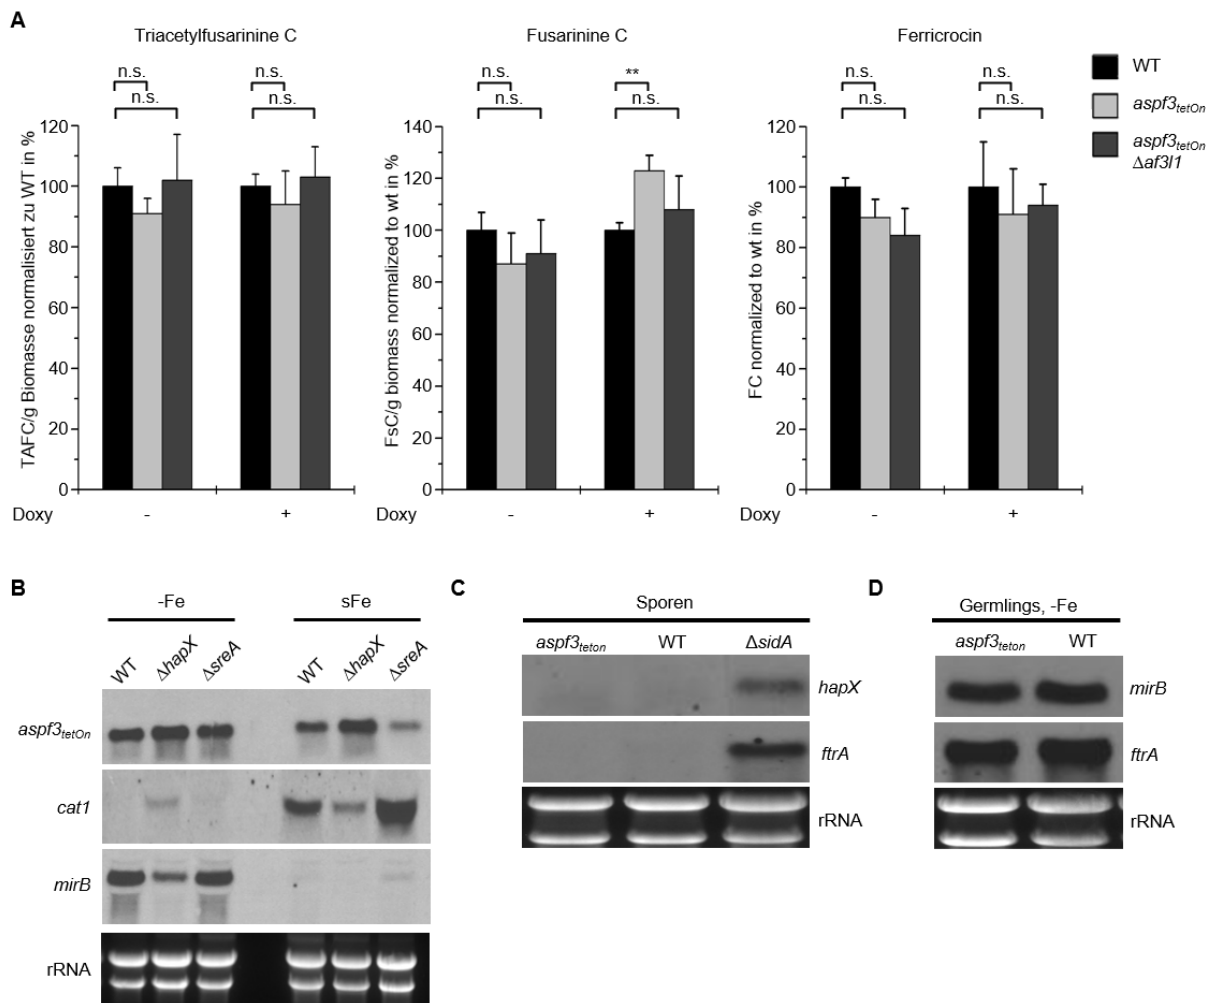 A
Triacetylfusarinine C
Fusarinine C
Ferricrocin
WT
aspf3tetOn
aspf3tetOn
Δaf3l1
n.s.
n.s.
n.s.
n.s.
n.s.
n.s.
**
n.s.
n.s.
n.s.
n.s.
n.s.
TAFC/g Biomasse normalisiert zu WT in %
120
100
80
60
40
20
0
FsC/g biomass normalized to wt in %
140
120
100
80
60
40
20
0
FC normalized to wt in %
120
100
80
60
40
20
0
Doxy - +
Doxy - +
Doxy - +
B
-Fe sFe
WT ΔhapX ΔsreA WT ΔhapX ΔsreA
aspf3tetOn
cat1
mirB
rRNA
C
Sporen
aspf3teton WT ΔsidA
hapX
ftrA
rRNA
D
Germlings, -Fe
aspf3teton WT
mirB
ftrA
rRNA